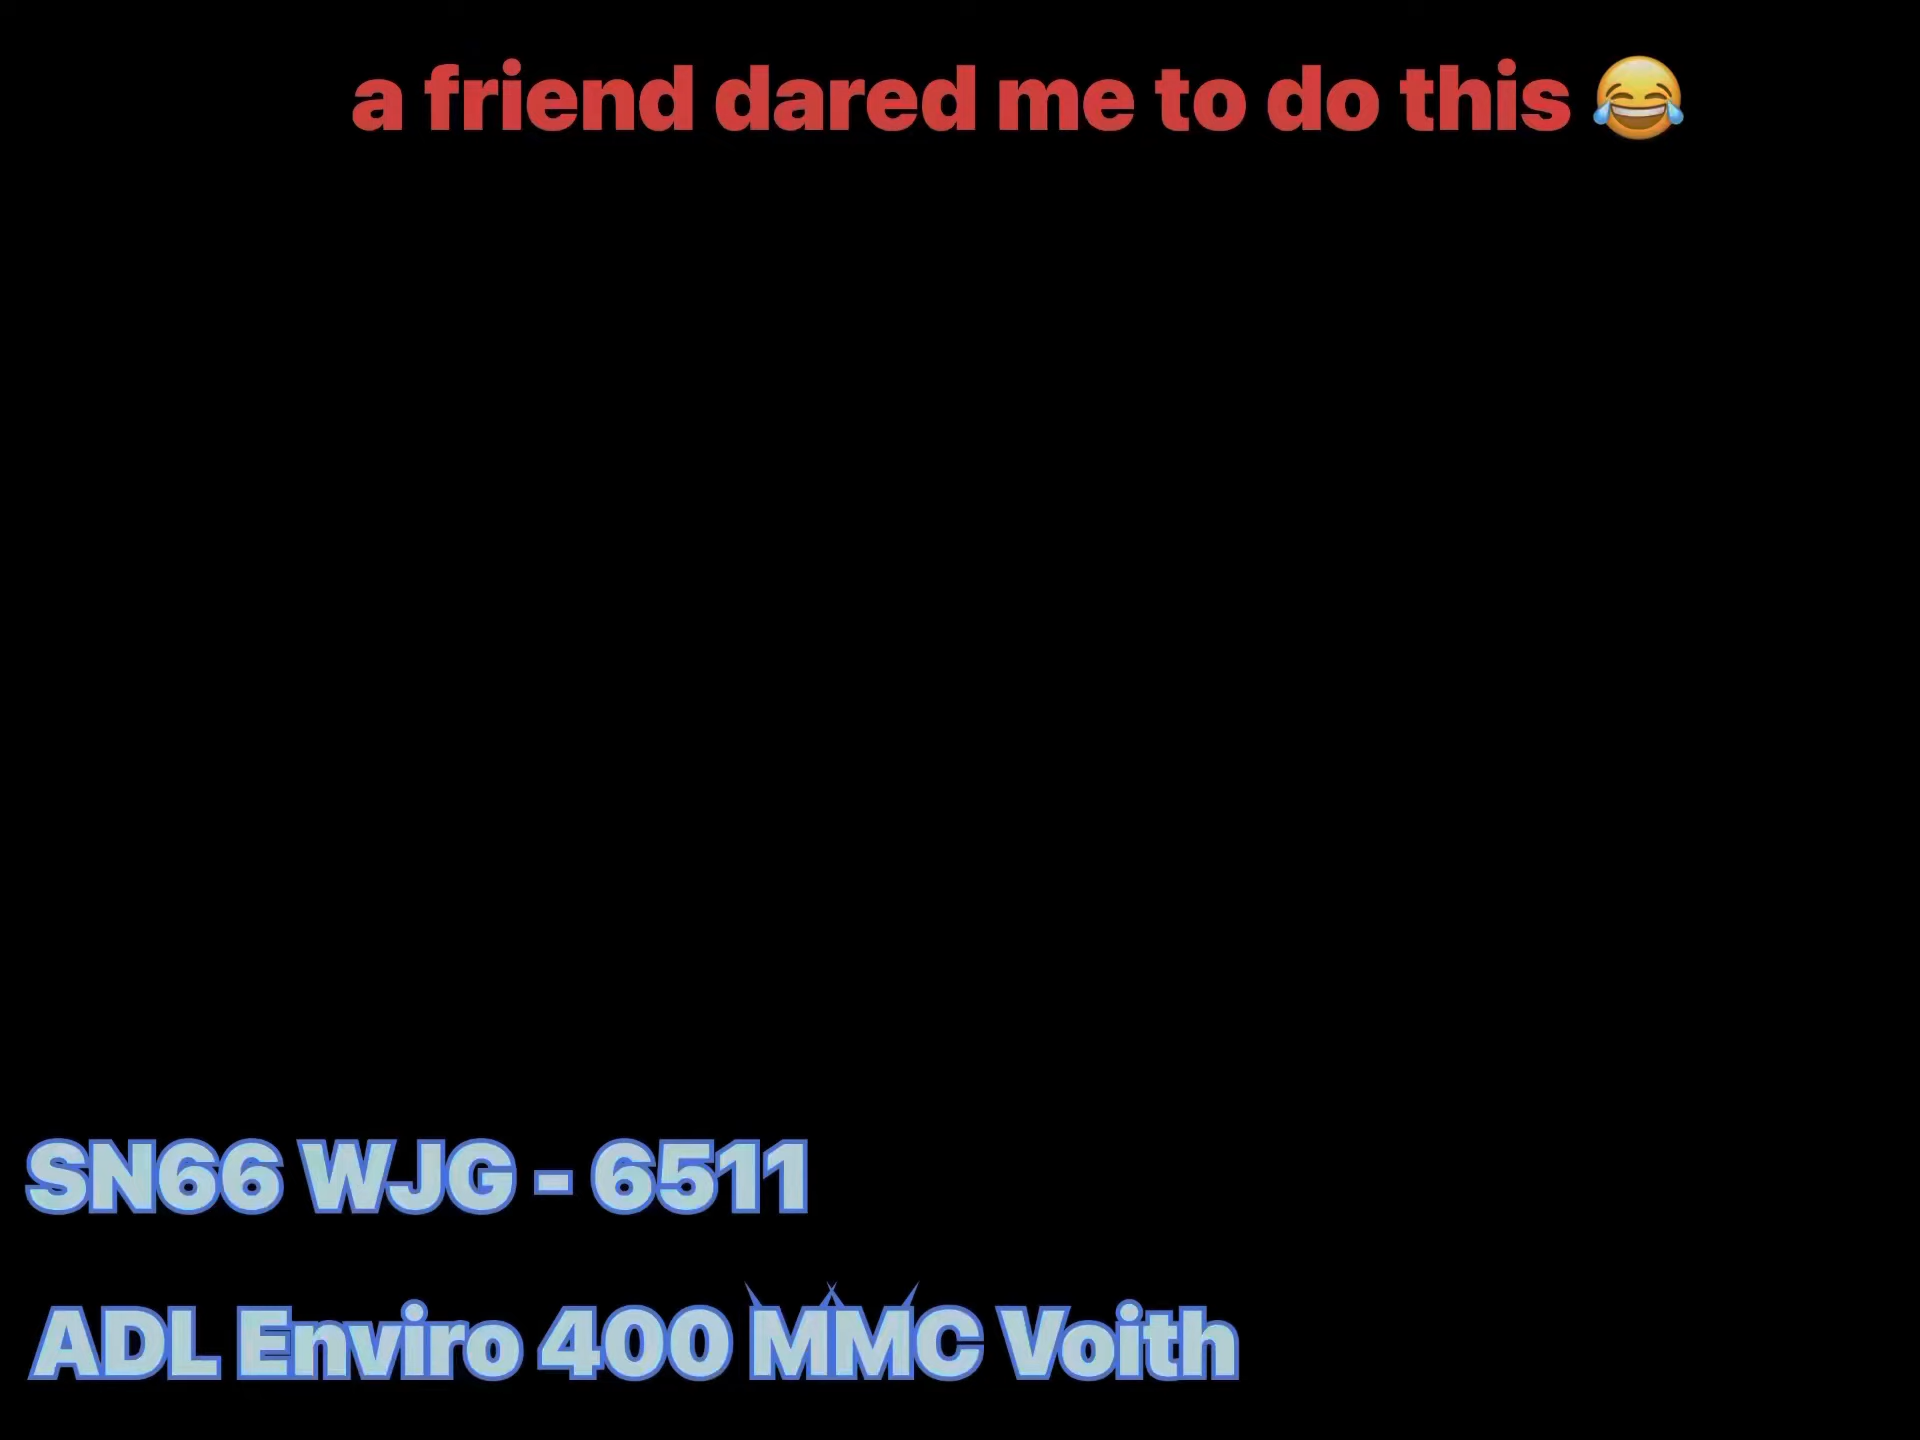 a friend dared me to do this 😂
SN66 WJG - 6511
ADL Enviro 400 MMC Voith